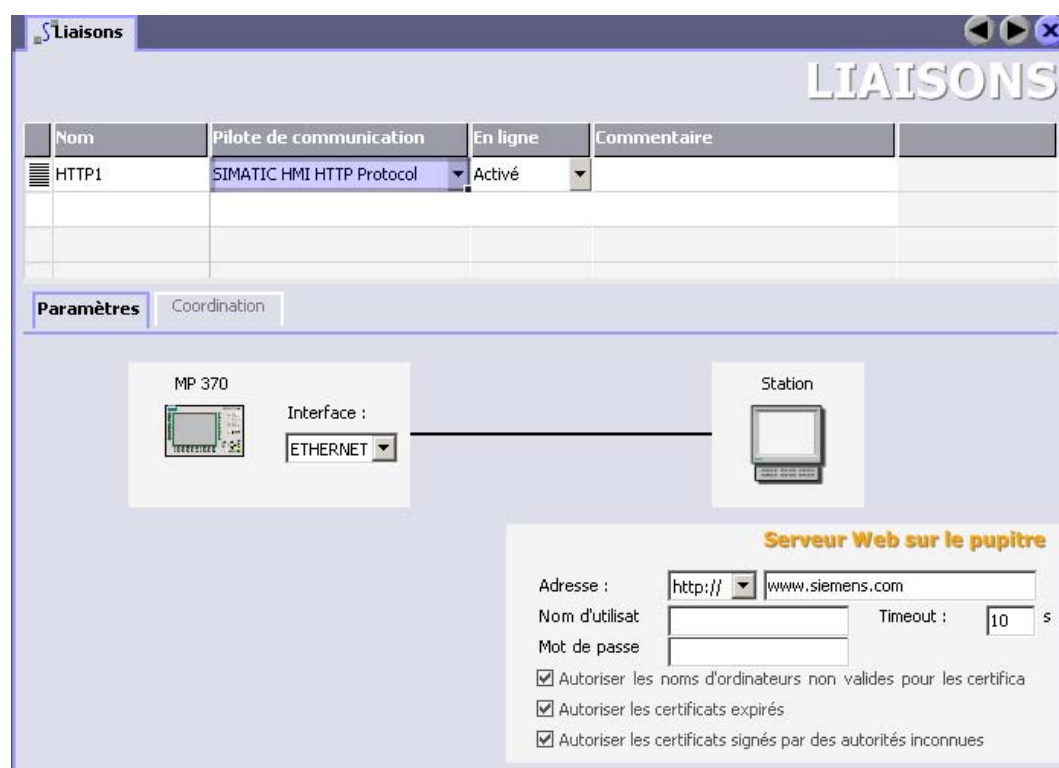 Liaisons
LIAISONS
Nom Pilote de communication En ligne Commentaire
HTTP1 SIMATIC HMI HTTP Protocol Activé
Paramètres Coordination
MP 370 Station
Interface :
ETHERNET
Serveur Web sur le pupitre
Adresse : http:// www.siemens.com
Nom d'utilisat Timeout : 10 s
Mot de passe
Autoriser les noms d'ordinateurs non valides pour les certifica
Autoriser les certificats expirés
Autoriser les certificats signés par des autorités inconnues